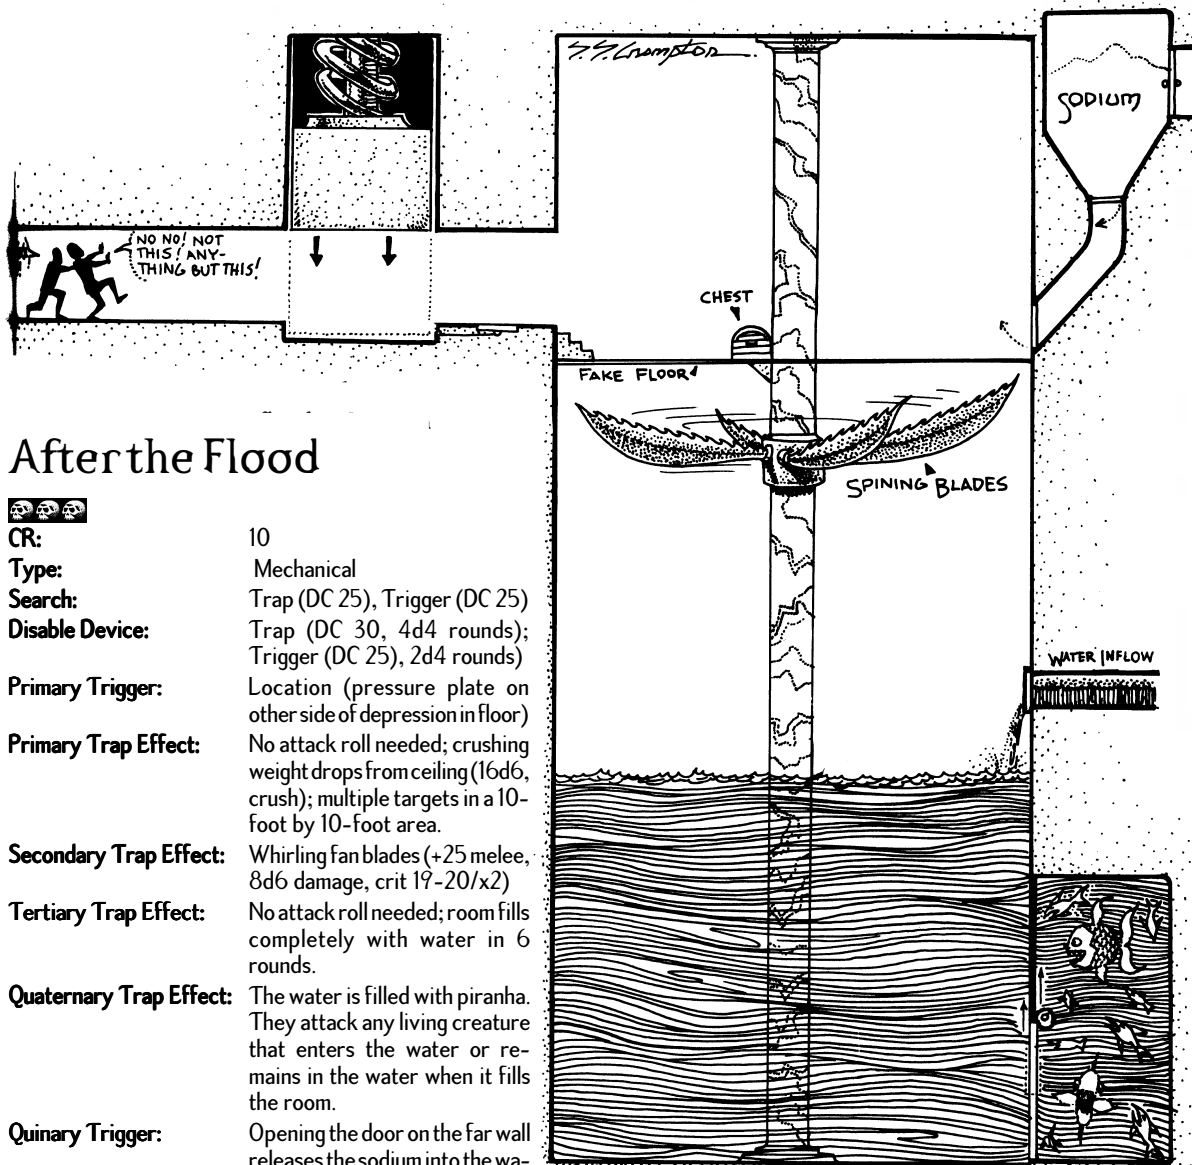 S.S. Crompton
SODIUM
NO NO! NOT
THIS! ANY-
THING BUT THIS!
CHEST
FAKE FLOOR
SPINING BLADES
WATER INFLOW
After the Flood
CR: 10
Type: Mechanical
Search: Trap (DC 25), Trigger (DC 25)
Disable Device: Trap (DC 30, 4d4 rounds);
Trigger (DC 25), 2d4 rounds)
Primary Trigger: Location (pressure plate on
other side of depression in floor)
Primary Trap Effect: No attack roll needed; crushing
weight drops from ceiling (16d6,
crush); multiple targets in a 10-
foot by 10-foot area.
Secondary Trap Effect: Whirling fan blades (+25 melee,
8d6 damage, crit 19-20/x2)
Tertiary Trap Effect: No attack roll needed; room fills
completely with water in 6
rounds.
Quaternary Trap Effect: The water is filled with piranha.
They attack any living creature
that enters the water or re-
mains in the water when it fills
the room.
Quinary Trigger: Opening the door on the far wall
releases the sodium into the wa-